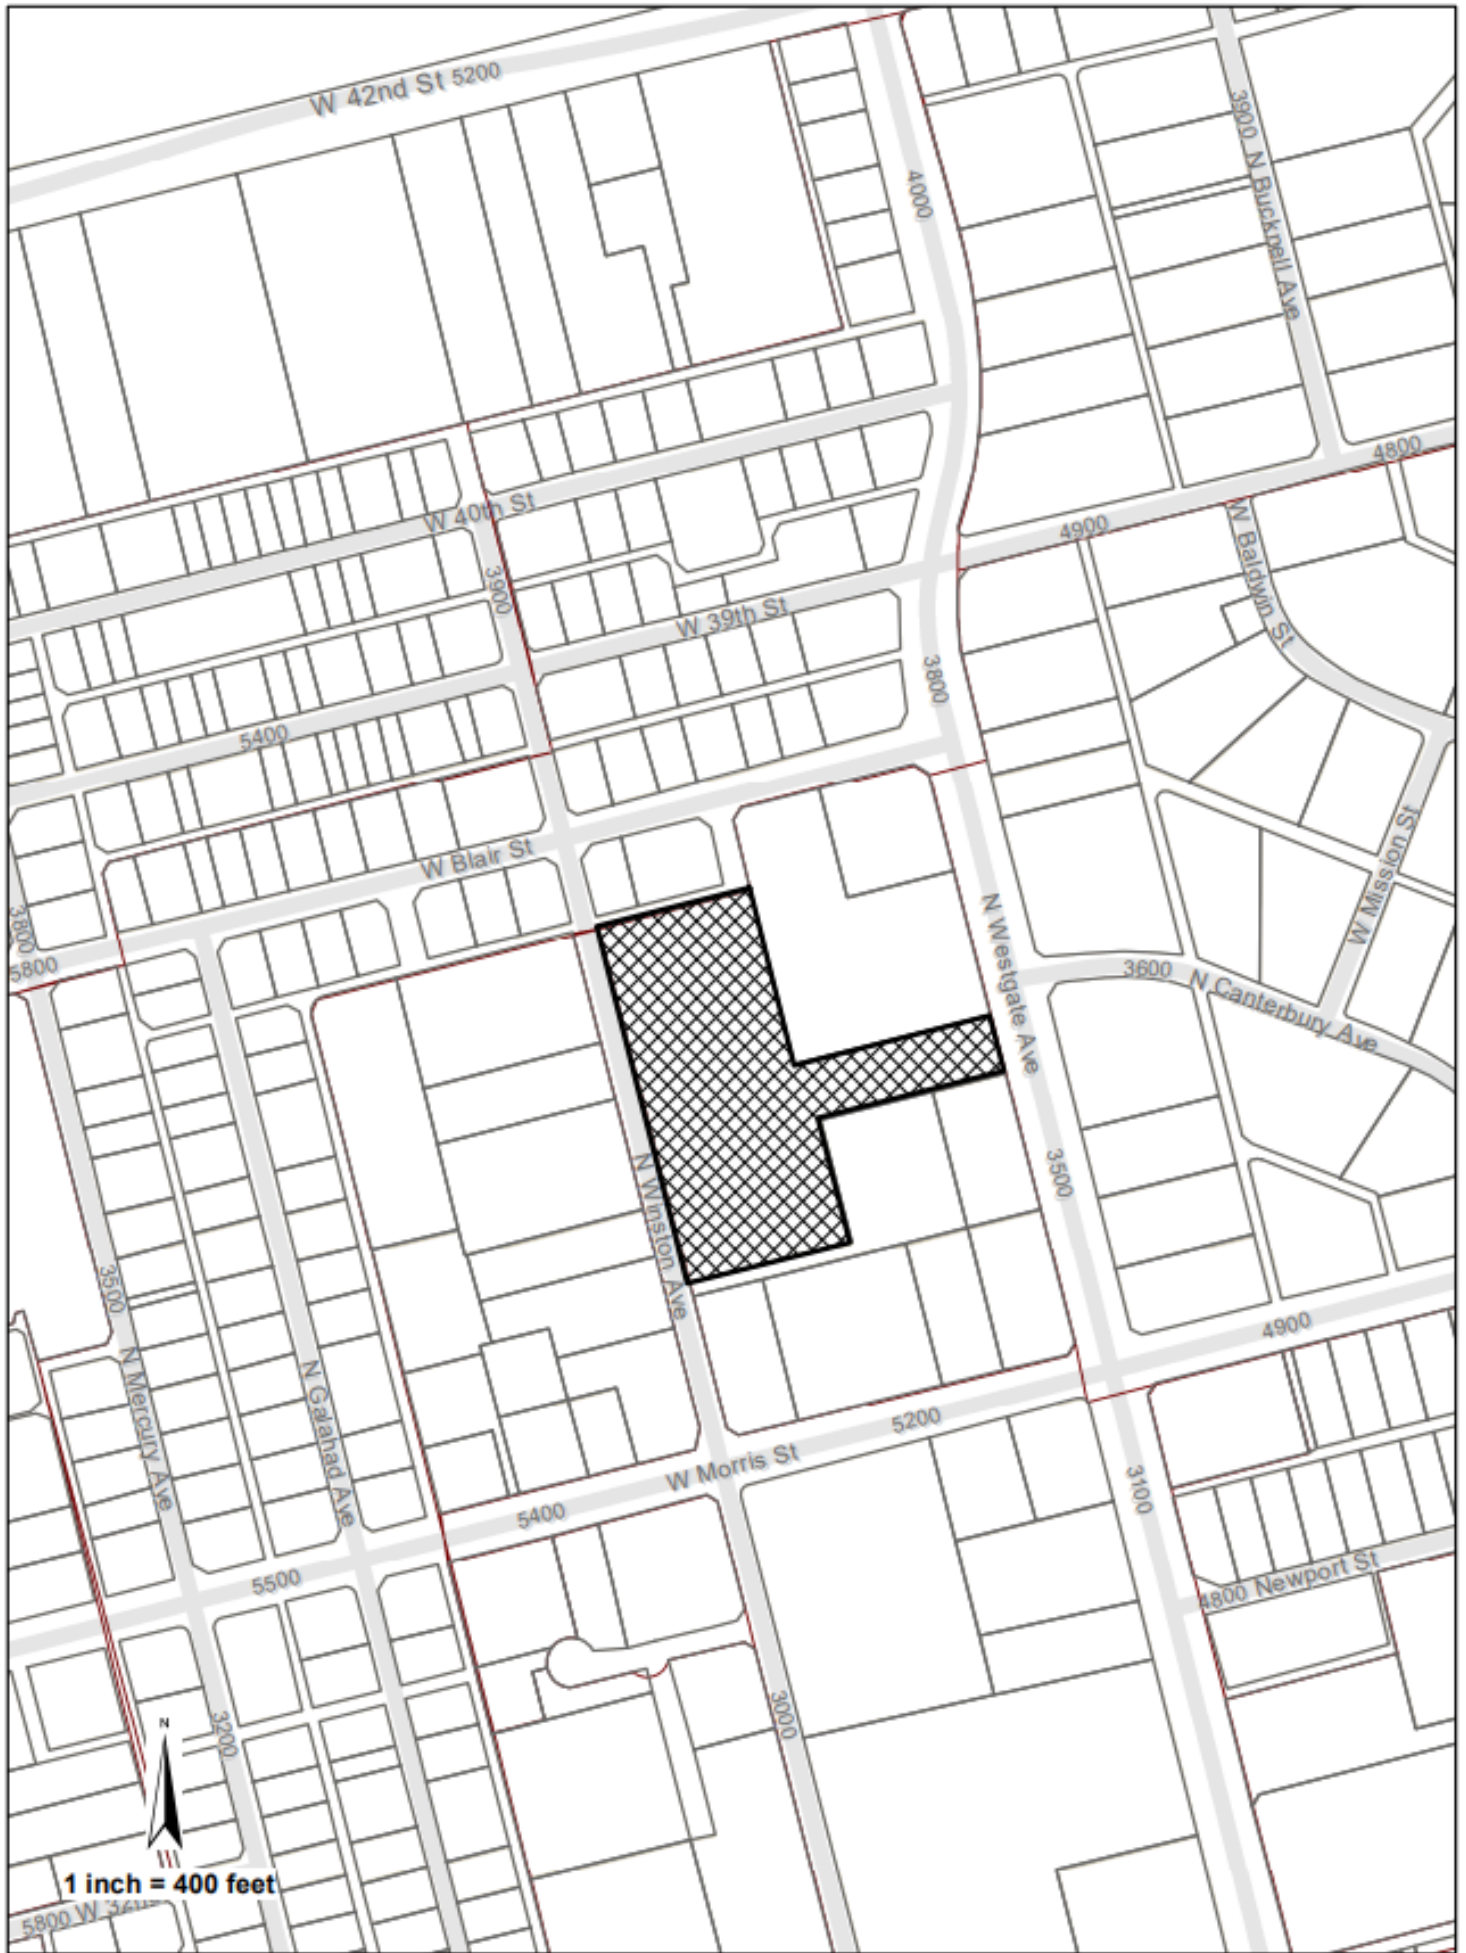 W 42nd St 5200
3900 N Bucknell Ave
4000
4800
W 40th St
4900
W Baldwin St
3900
W 39th St
3800
5400
W Blair St
W Mission St
3800
5800
N Westgate Ave
3600
N Canterbury Ave
3500
N Winston Ave
3500
4900
N Mercury Ave
N Galahad Ave
5200
W Morris St
3100
5400
5500
4800 Newport St
3000
3200
N
1 inch = 400 feet
5800 W